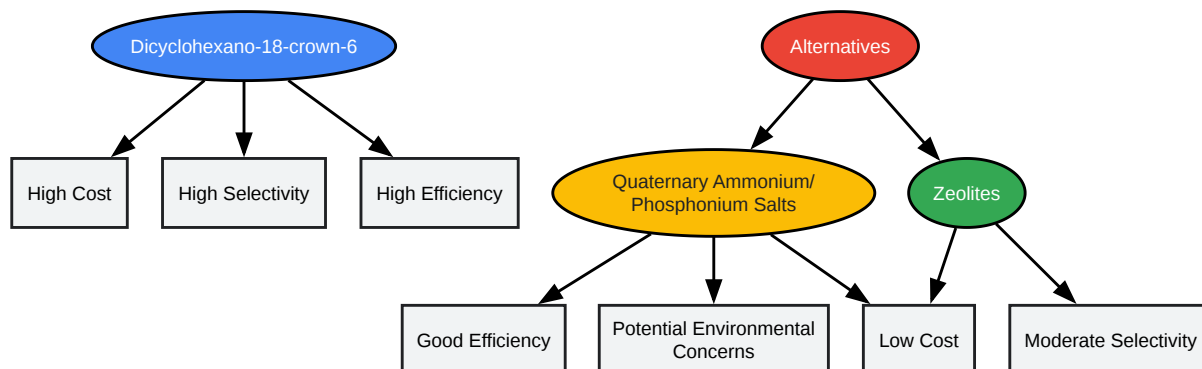 Dicyclohexano-18-crown-6
Alternatives
High Cost
High Selectivity
High Efficiency
Quaternary Ammonium/
Phosphonium Salts
Zeolites
Good Efficiency
Potential Environmental
Concerns
Low Cost
Moderate Selectivity